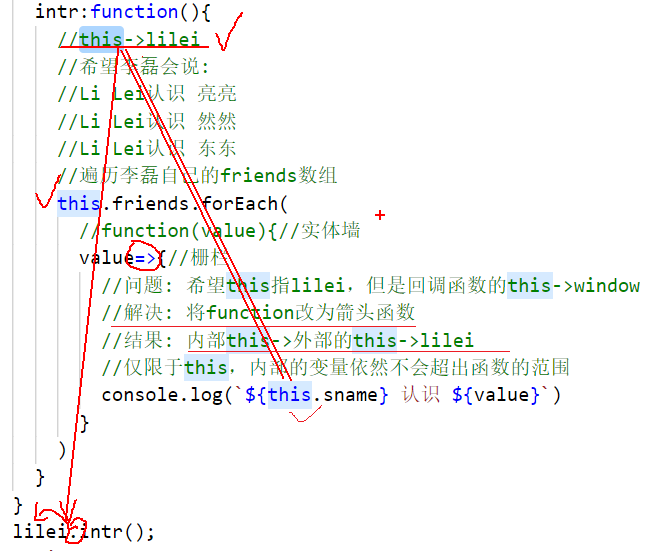 intr:function(){
//this->lilei
//希望李磊会说:
//Li Lei认识 亮亮
//Li Lei认识 然然
//Li Lei认识 东东
//遍历李磊自己的friends数组
this.friends.forEach(
//function(value){//实体墙
value=>{//栅栏
//问题: 希望this指lilei，但是回调函数的this->window
//解决: 将function改为箭头函数
//结果: 内部this->外部的this->lilei
//仅限于this，内部的变量依然不会超出函数的范围
console.log(`${this.sname} 认识 ${value}`)
}
)
}
}
lilei.intr();